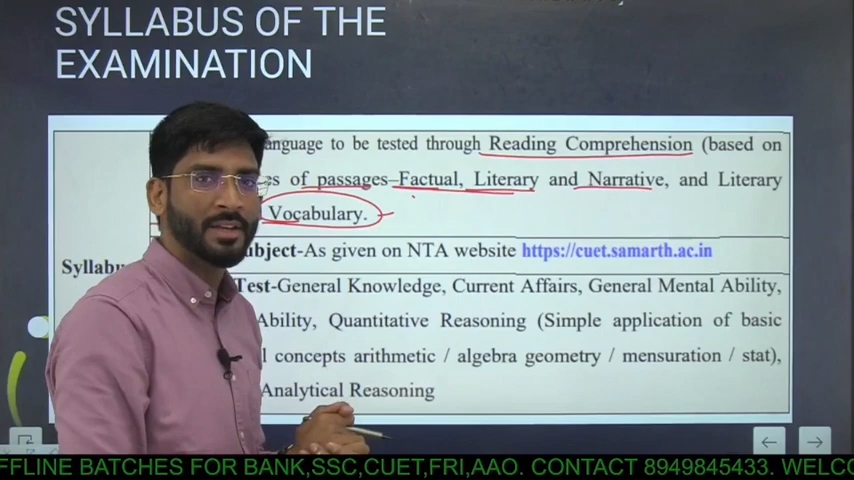 SYLLABUS OF THE
EXAMINATION
anguage to be tested through Reading Comprehension (based on
es of passages–Factual, Literary and Narrative, and Literary
Vocabulary.
ubject-As given on NTA website https://cuet.samarth.ac.in
Syllabu
Test-General Knowledge, Current Affairs, General Mental Ability,
Ability, Quantitative Reasoning (Simple application of basic
l concepts arithmetic / algebra geometry / mensuration / stat),
Analytical Reasoning
FFLINE BATCHES FOR BANK,SSC,CUET,FRI,AAO. CONTACT 8949845433. WELCO